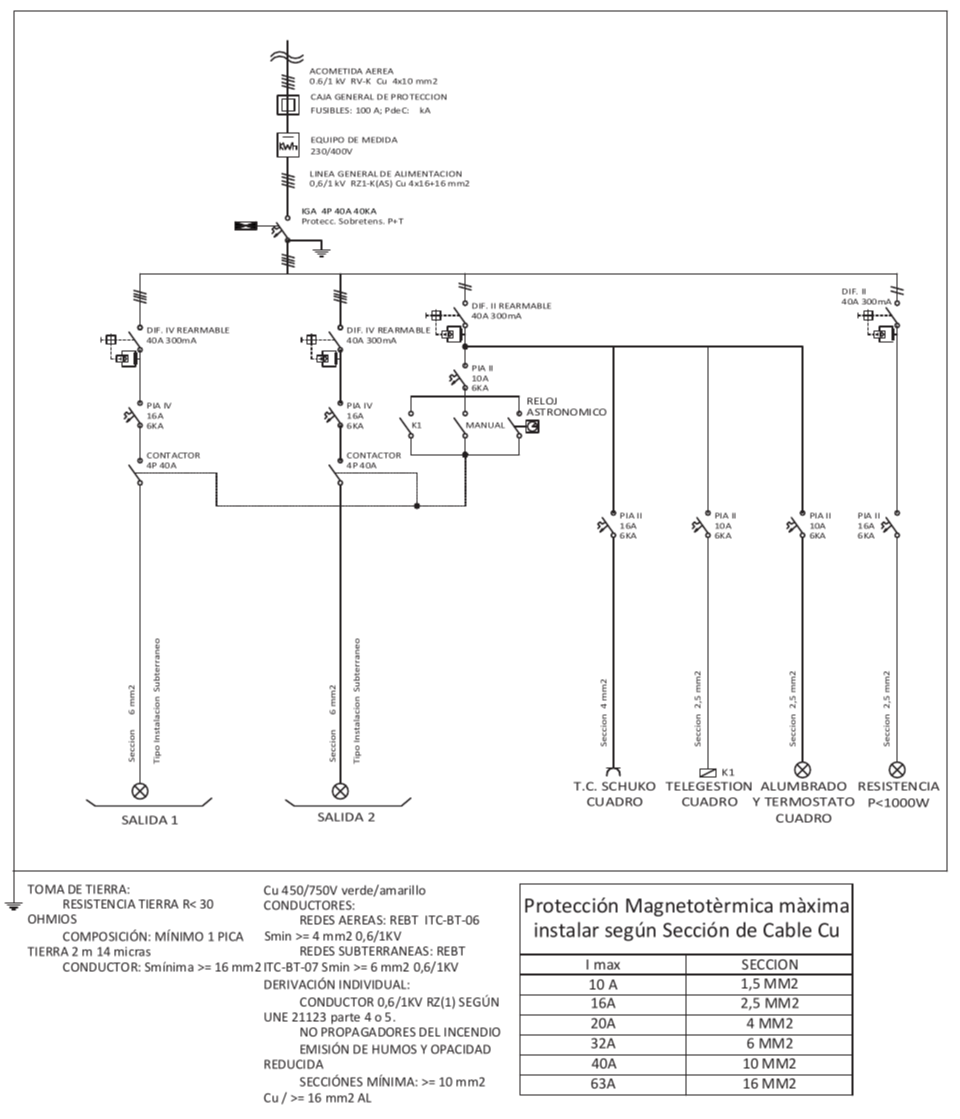 ACOMETIDA AEREA
0.6/1 kV RV-K Cu 4x10 mm2
CAJA GENERAL DE PROTECCION
FUSIBLES: 100 A; PdeC: kA
KWh
EQUIPO DE MEDIDA
230/400V
LINEA GENERAL DE ALIMENTACION
0,6/1 kV RZ1-K(AS) Cu 4x16+16 mm2
IGA 4P 40A 40KA
Protecc. Sobretens. P+T
DIF. IV REARMABLE
40A 300mA
DIF. IV REARMABLE
40A 300mA
DIF. II REARMABLE
40A 300mA
DIF. II
40A 300mA
PIA II
10A
6KA
PIA IV
16A
6KA
PIA IV
16A
6KA
K1
MANUAL
RELOJ
ASTRONOMICO
CONTACTOR
4P 40A
CONTACTOR
4P 40A
PIA II
16A
6KA
PIA II
10A
6KA
PIA II
10A
6KA
PIA II
16A
6KA
Seccion 6 mm2
Tipo Instalacion Subterraneo
Seccion 6 mm2
Tipo Instalacion Subterraneo
Seccion 4 mm2
Seccion 2,5 mm2
Seccion 2,5 mm2
Seccion 2,5 mm2
SALIDA 1
SALIDA 2
T.C. SCHUKO
CUADRO
K1
TELEGESTION
CUADRO
ALUMBRADO
Y TERMOSTATO
CUADRO
RESISTENCIA
P<1000W
TOMA DE TIERRA:
RESISTENCIA TIERRA R< 30
OHMIOS
COMPOSICIÓN: MÍNIMO 1 PICA
TIERRA 2 m 14 micras
CONDUCTOR: Smínima >= 16 mm2
Cu 450/750V verde/amarillo
CONDUCTORES:
REDES AEREAS: REBT ITC-BT-06
Smin >= 4 mm2 0,6/1KV
REDES SUBTERRANEAS: REBT
ITC-BT-07 Smin >= 6 mm2 0,6/1KV
DERIVACIÓN INDIVIDUAL:
CONDUCTOR 0,6/1KV RZ(1) SEGÚN
UNE 21123 parte 4 o 5.
NO PROPAGADORES DEL INCENDIO
EMISIÓN DE HUMOS Y OPACIDAD
REDUCIDA
SECCIÓNES MÍNIMA: >= 10 mm2
Cu / >= 16 mm2 AL
Protección Magnetotèrmica màxima
instalar según Sección de Cable Cu
I max SECCION
10 A 1,5 MM2
16A 2,5 MM2
20A 4 MM2
32A 6 MM2
40A 10 MM2
63A 16 MM2